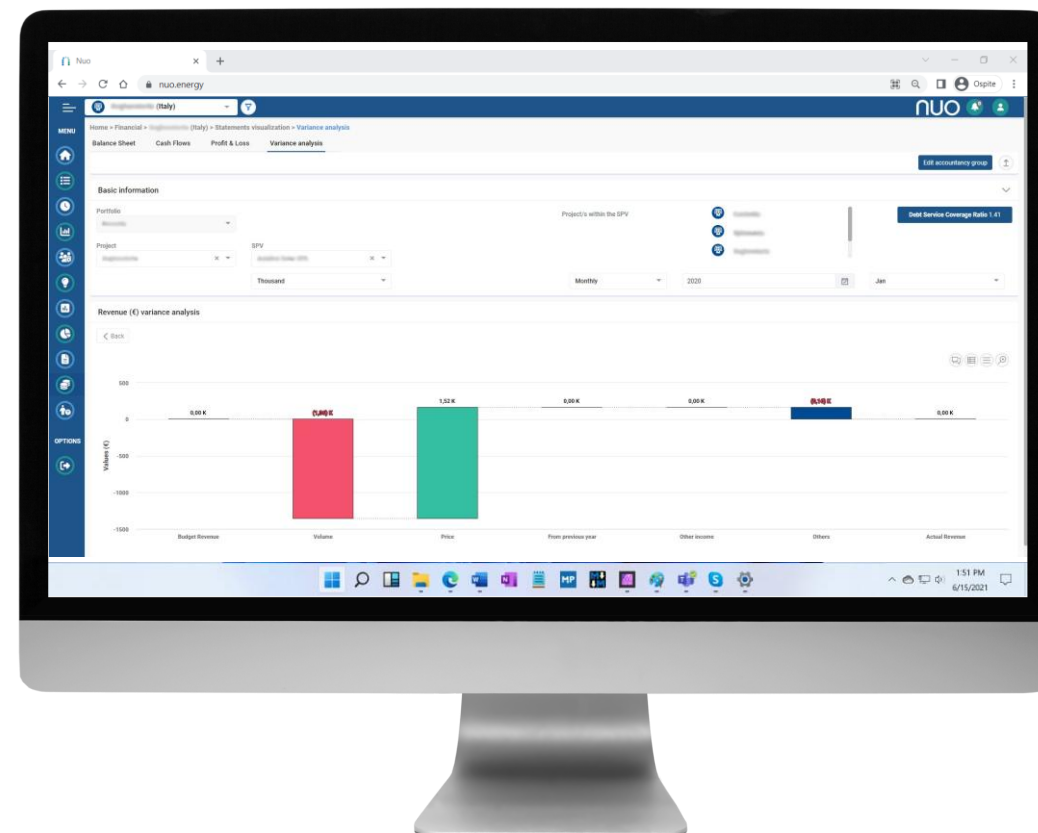 Nuo
nuo.energy
Ospite
(Italy)
nuo
MENU
Home » Financial » (Italy) » Statements visualization » Variance analysis
Balance Sheet Cash Flows Profit & Loss Variance analysis
Edit accountancy group
Basic information
Portfolio
Project/s within the SPV
Debt Service Coverage Ratio 1.41
Project SPV
Thousand Monthly 2020 Jan
Revenue (€) variance analysis
Back
500
0
-500
-1000
-1500
Values (€)
0,00 K
1,52 K
0,00 K
0,00 K
0,00 K
Budget Revenue Volume Price From previous year Other income Others Actual Revenue
OPTIONS
MP
1:51 PM
6/15/2021